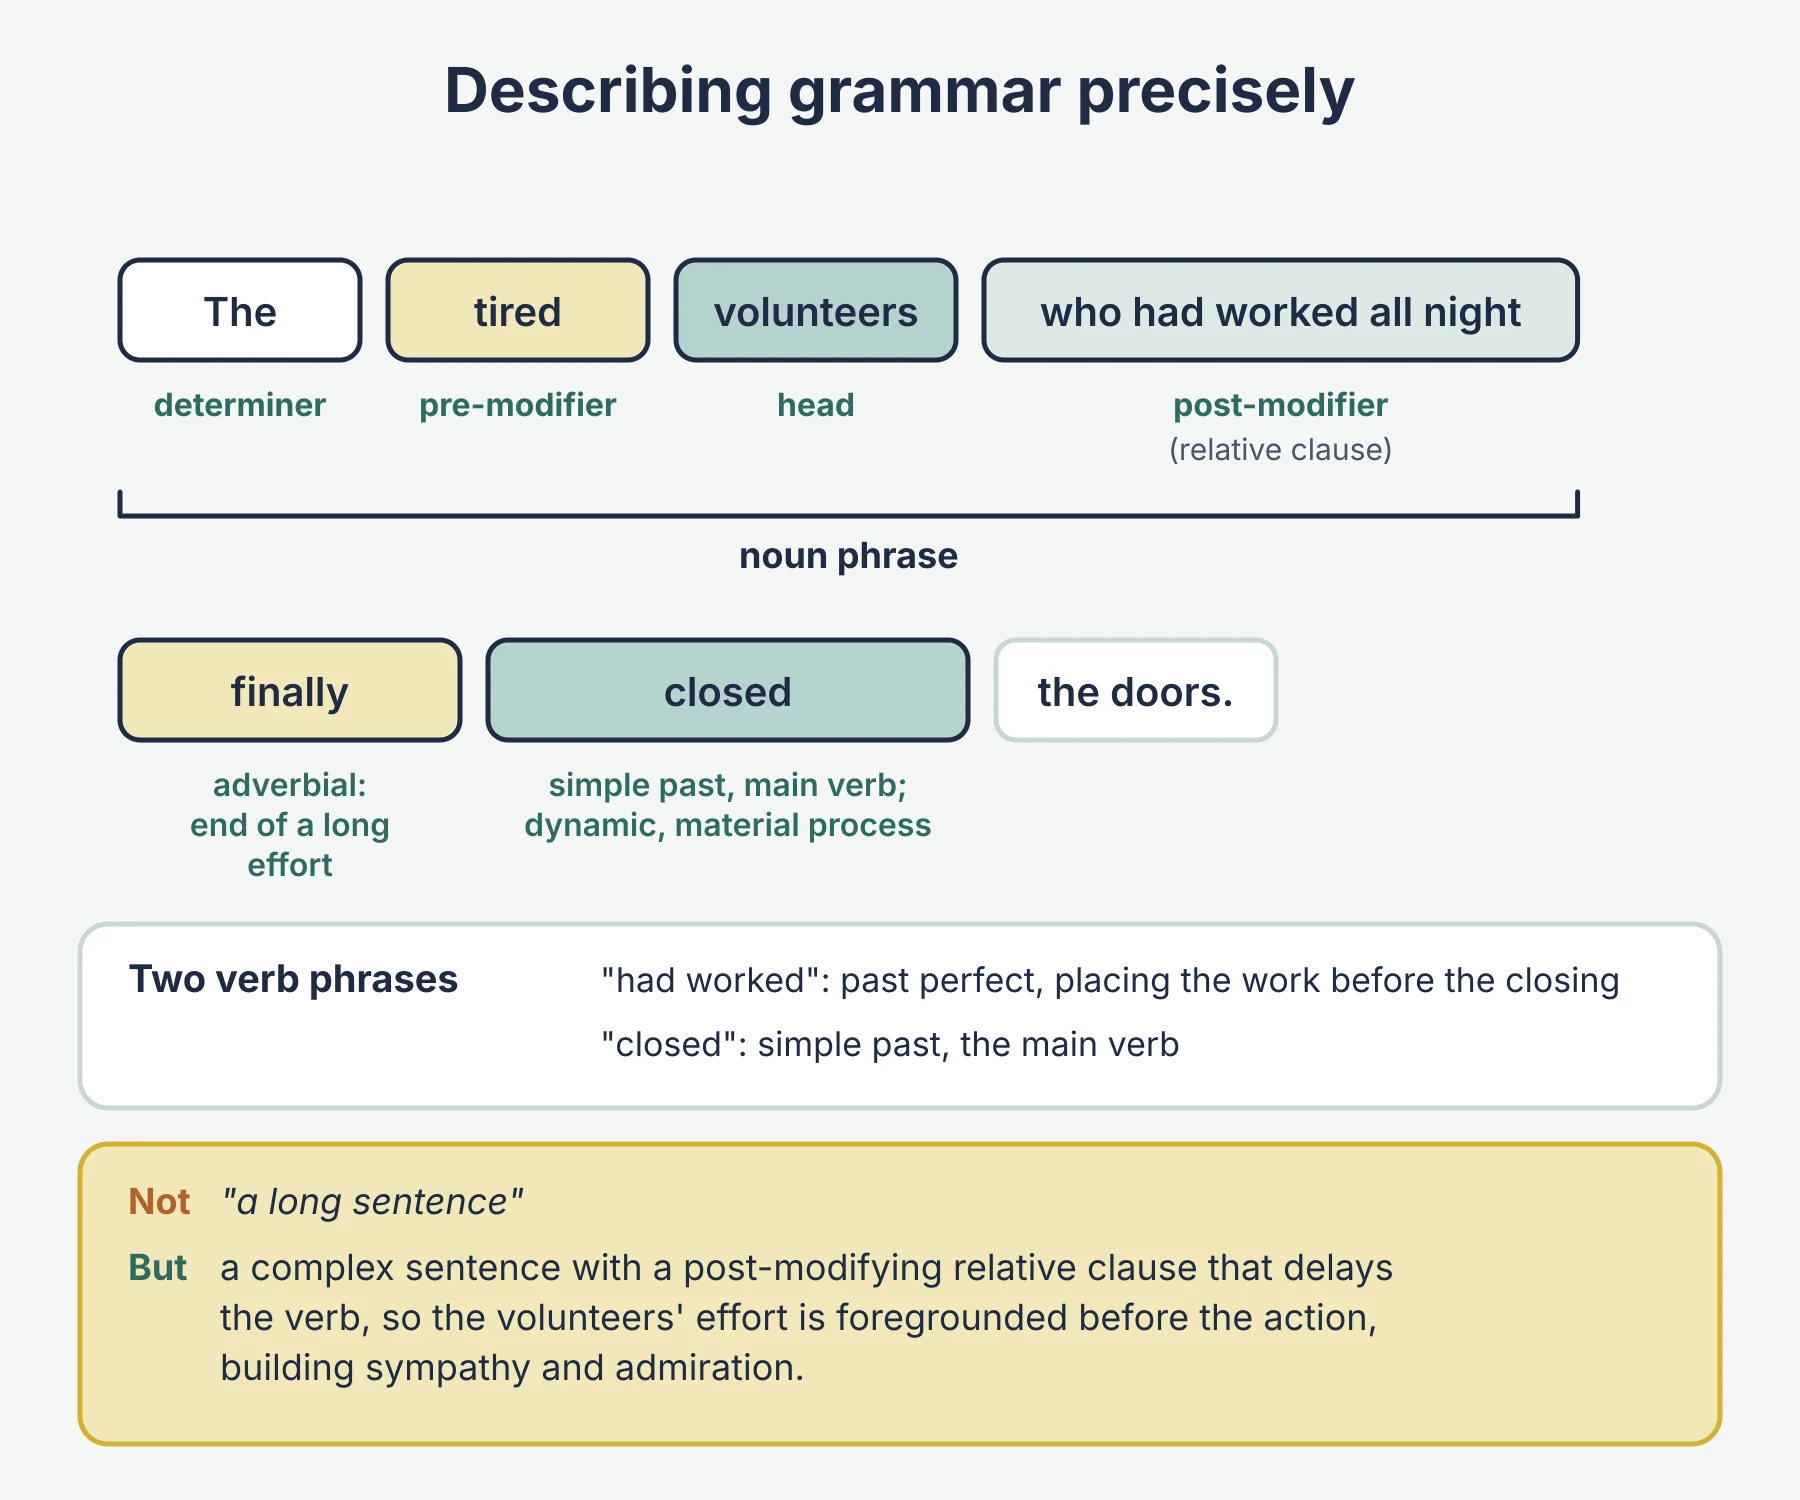 Describing grammar precisely
The tired volunteers who had worked all night
determiner pre-modifier head post-modifier
(relative clause)
noun phrase
finally closed the doors.
adverbial: simple past, main verb;
end of a long dynamic, material process
effort
Two verb phrases "had worked": past perfect, placing the work before the closing
"closed": simple past, the main verb
Not "a long sentence"
But a complex sentence with a post-modifying relative clause that delays
the verb, so the volunteers' effort is foregrounded before the action,
building sympathy and admiration.